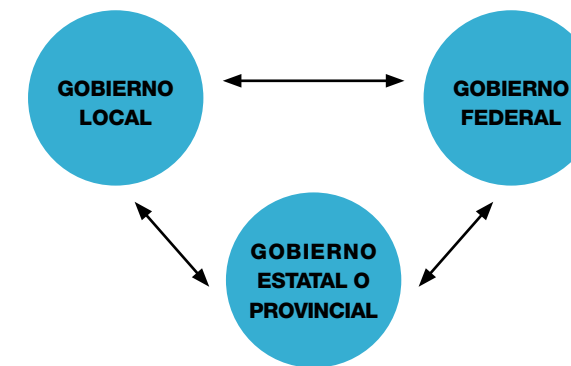 GOBIERNO
LOCAL
GOBIERNO
FEDERAL
GOBIERNO
ESTATAL O
PROVINCIAL